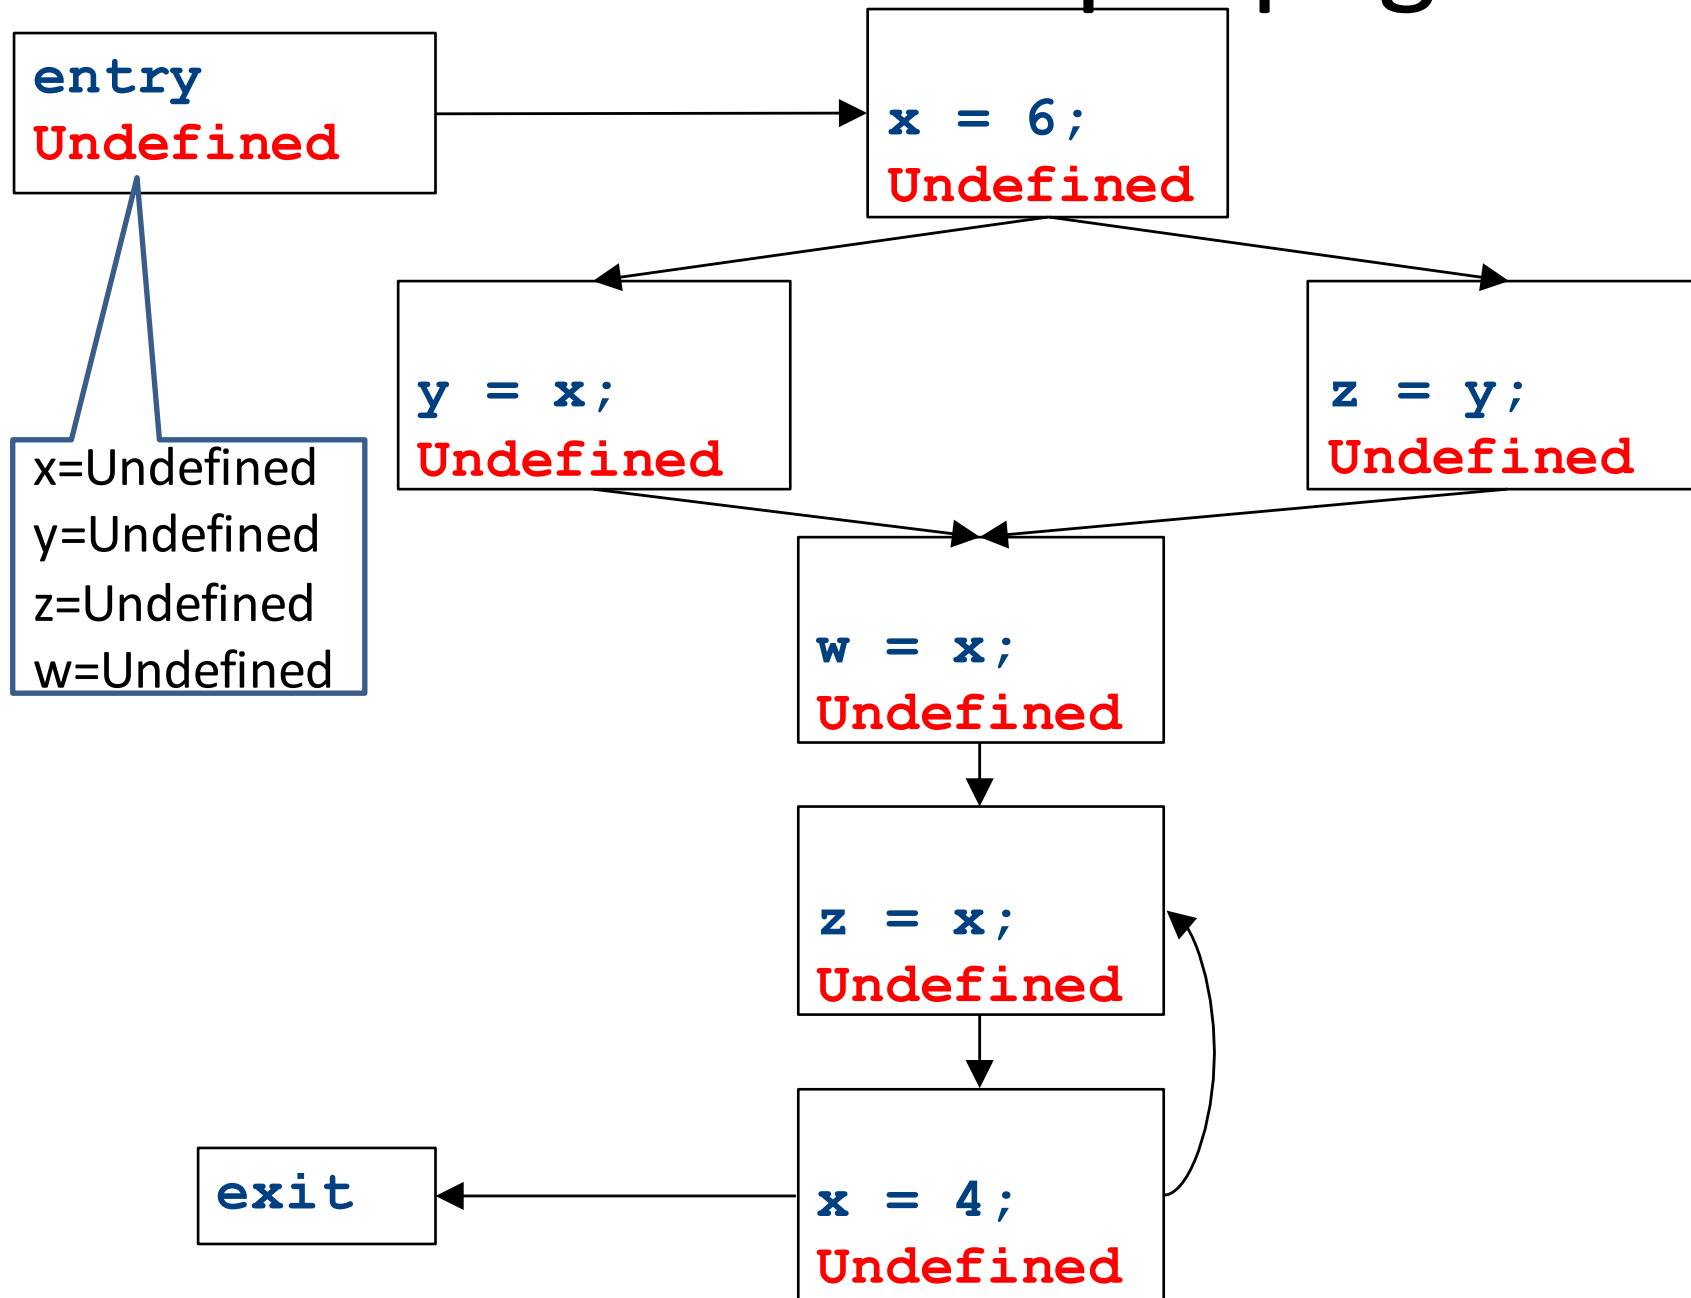 entry
Undefined
x = 6;
Undefined
y = x;
Undefined
z = y;
Undefined
x=Undefined
y=Undefined
z=Undefined
w=Undefined
w = x;
Undefined
z = x;
Undefined
exit
x = 4;
Undefined